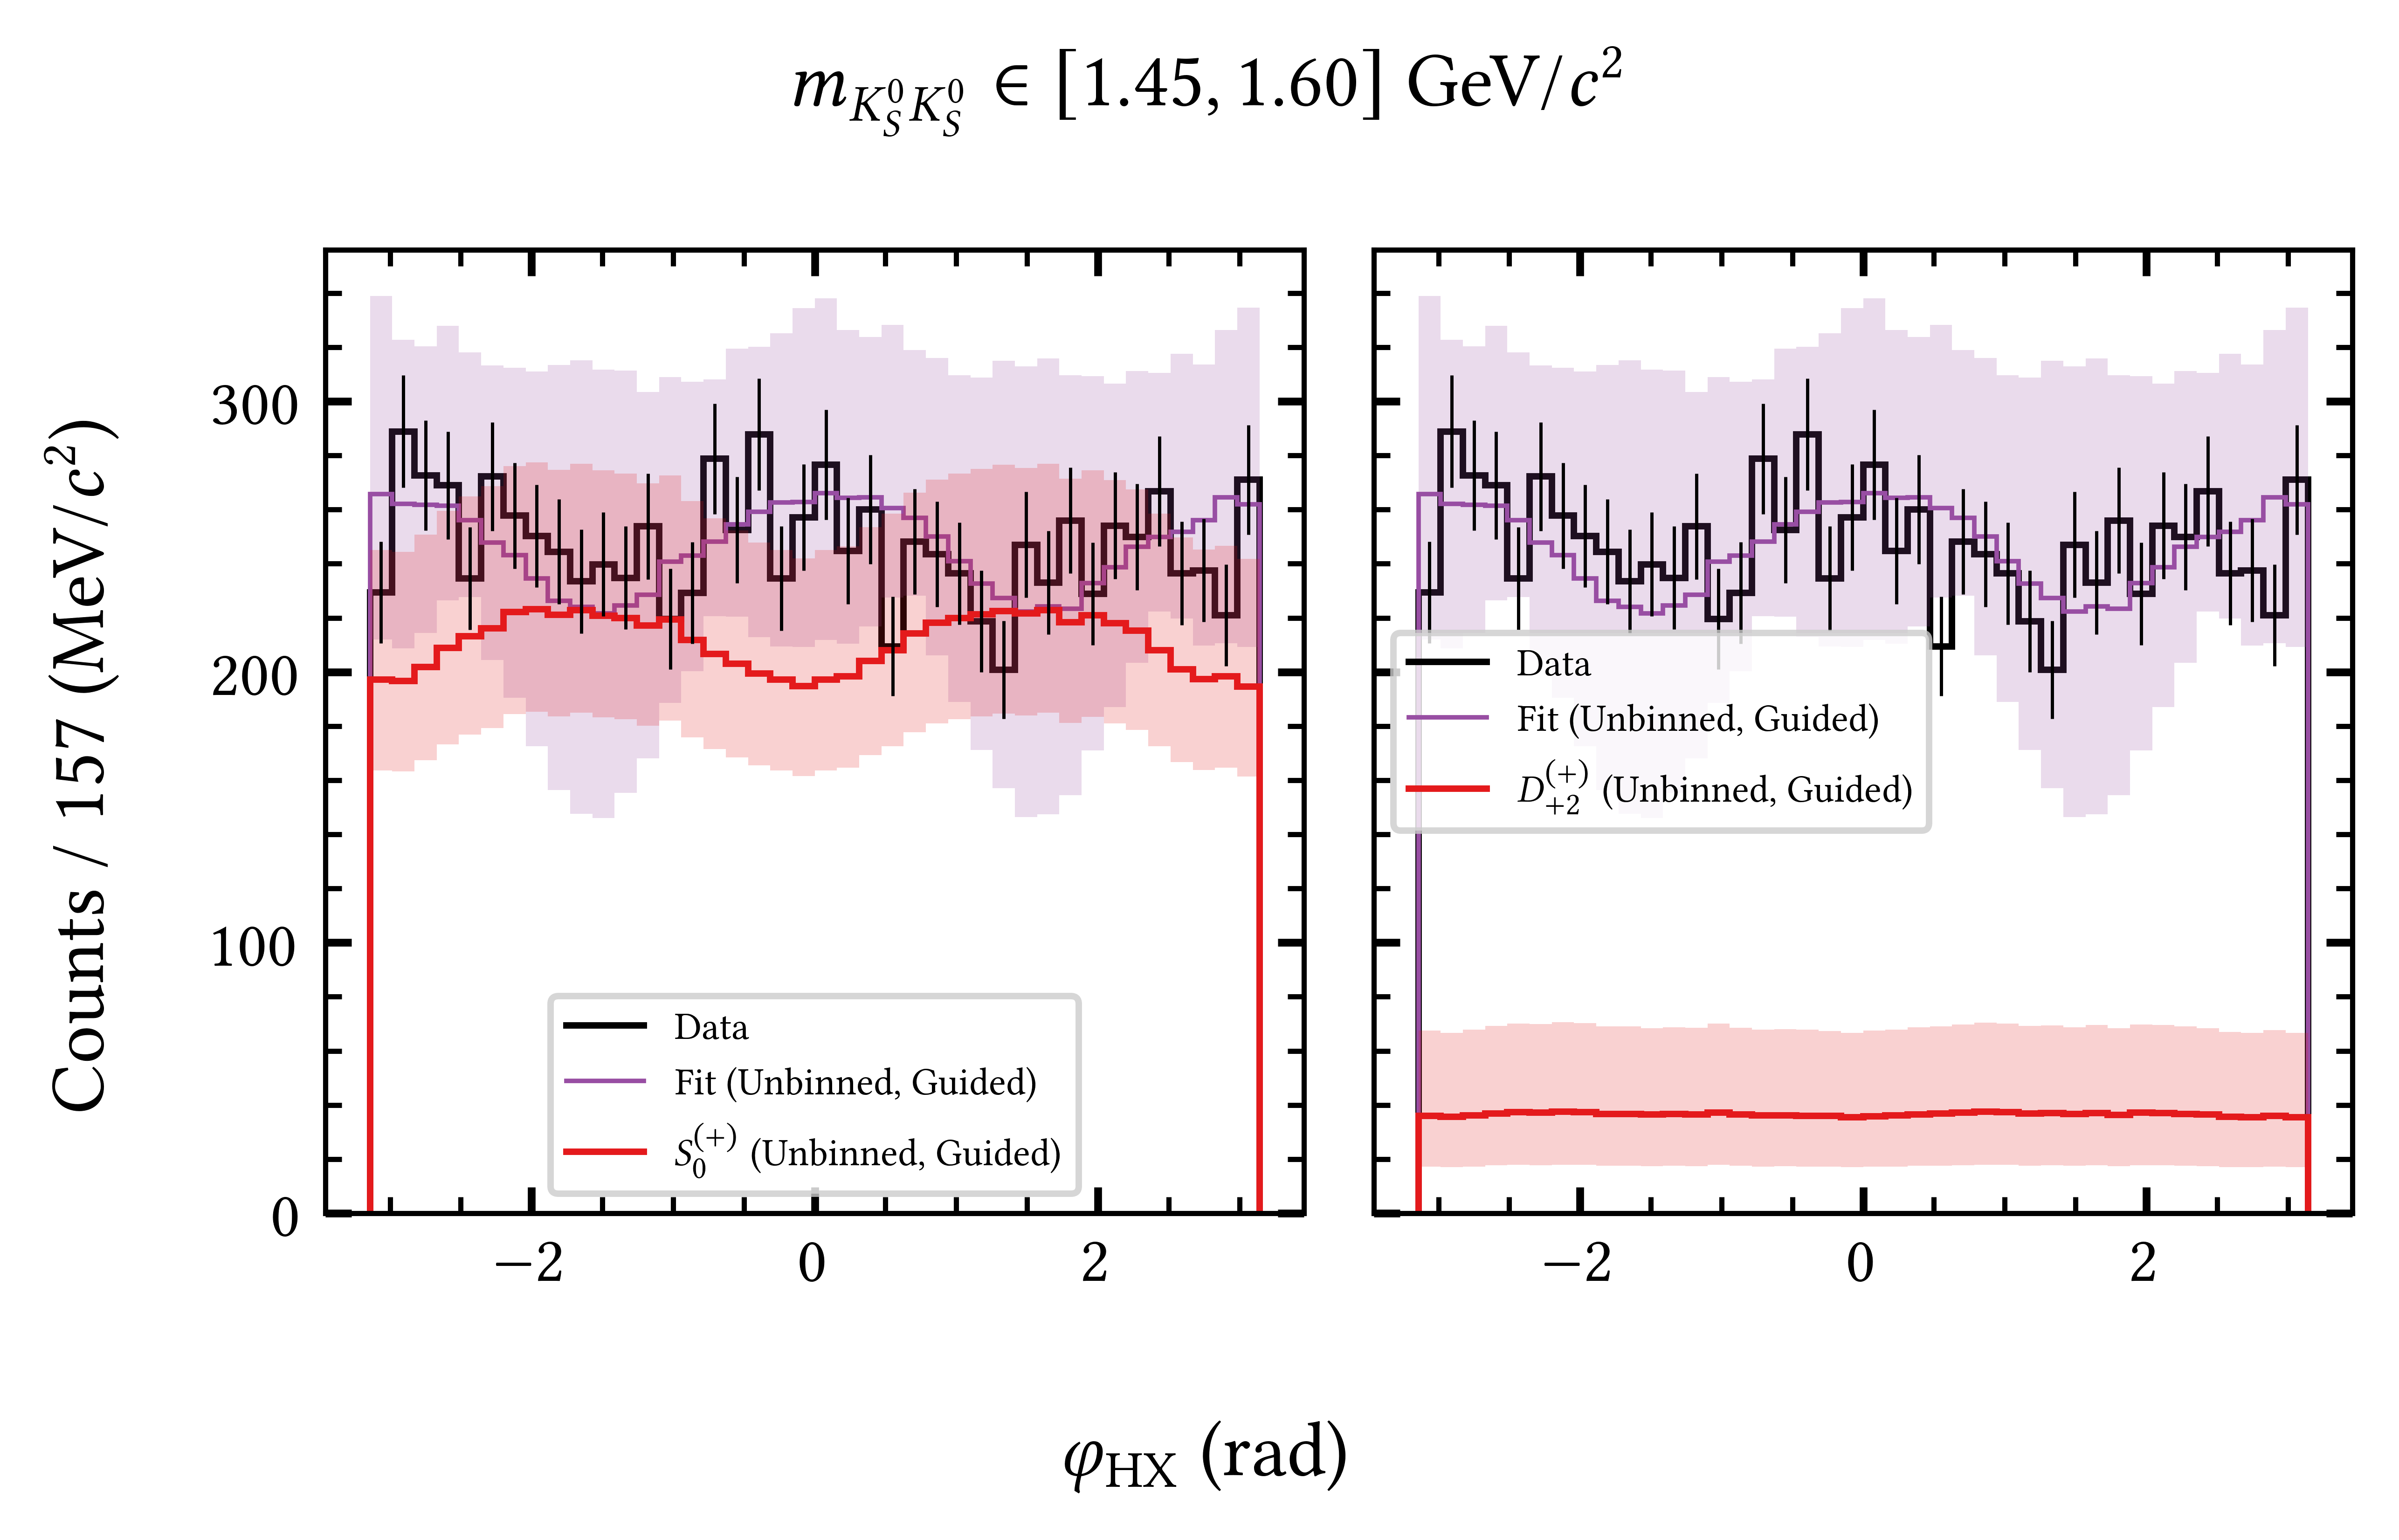 m_{K_S^0 K_S^0} ∈ [1.45, 1.60] GeV/c²
Counts / 157 (MeV/c²)
300
200
100
0
Data
Fit (Unbinned, Guided)
S_0^{(+)} (Unbinned, Guided)
−2
0
2
Data
Fit (Unbinned, Guided)
D_{+2}^{(+)} (Unbinned, Guided)
−2
0
2
φ_{HX} (rad)